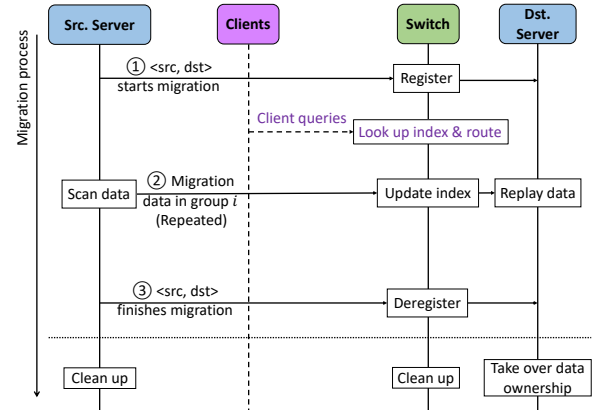 Src. Server
Clients
Switch
Dst.
Server
Migration process
① <src, dst>
starts migration
Register
Client queries
Look up index & route
Scan data
② Migration
data in group i
(Repeated)
Update index
Replay data
③ <src, dst>
finishes migration
Deregister
Clean up
Clean up
Take over data
ownership